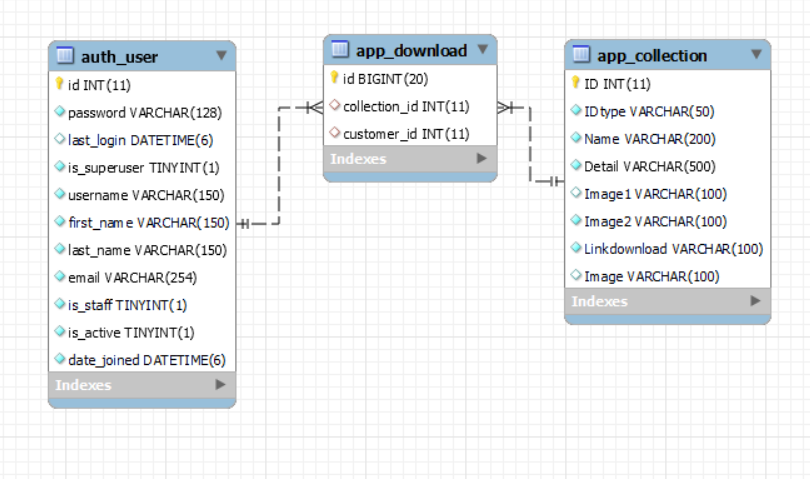 auth_user
id INT(11)
password VARCHAR(128)
last_login DATETIME(6)
is_superuser TINYINT(1)
username VARCHAR(150)
first_name VARCHAR(150)
last_name VARCHAR(150)
email VARCHAR(254)
is_staff TINYINT(1)
is_active TINYINT(1)
date_joined DATETIME(6)
Indexes
app_download
id BIGINT(20)
collection_id INT(11)
customer_id INT(11)
Indexes
app_collection
ID INT(11)
IDtype VARCHAR(50)
Name VARCHAR(200)
Detail VARCHAR(500)
Image1 VARCHAR(100)
Image2 VARCHAR(100)
Linkdownload VARCHAR(100)
Image VARCHAR(100)
Indexes